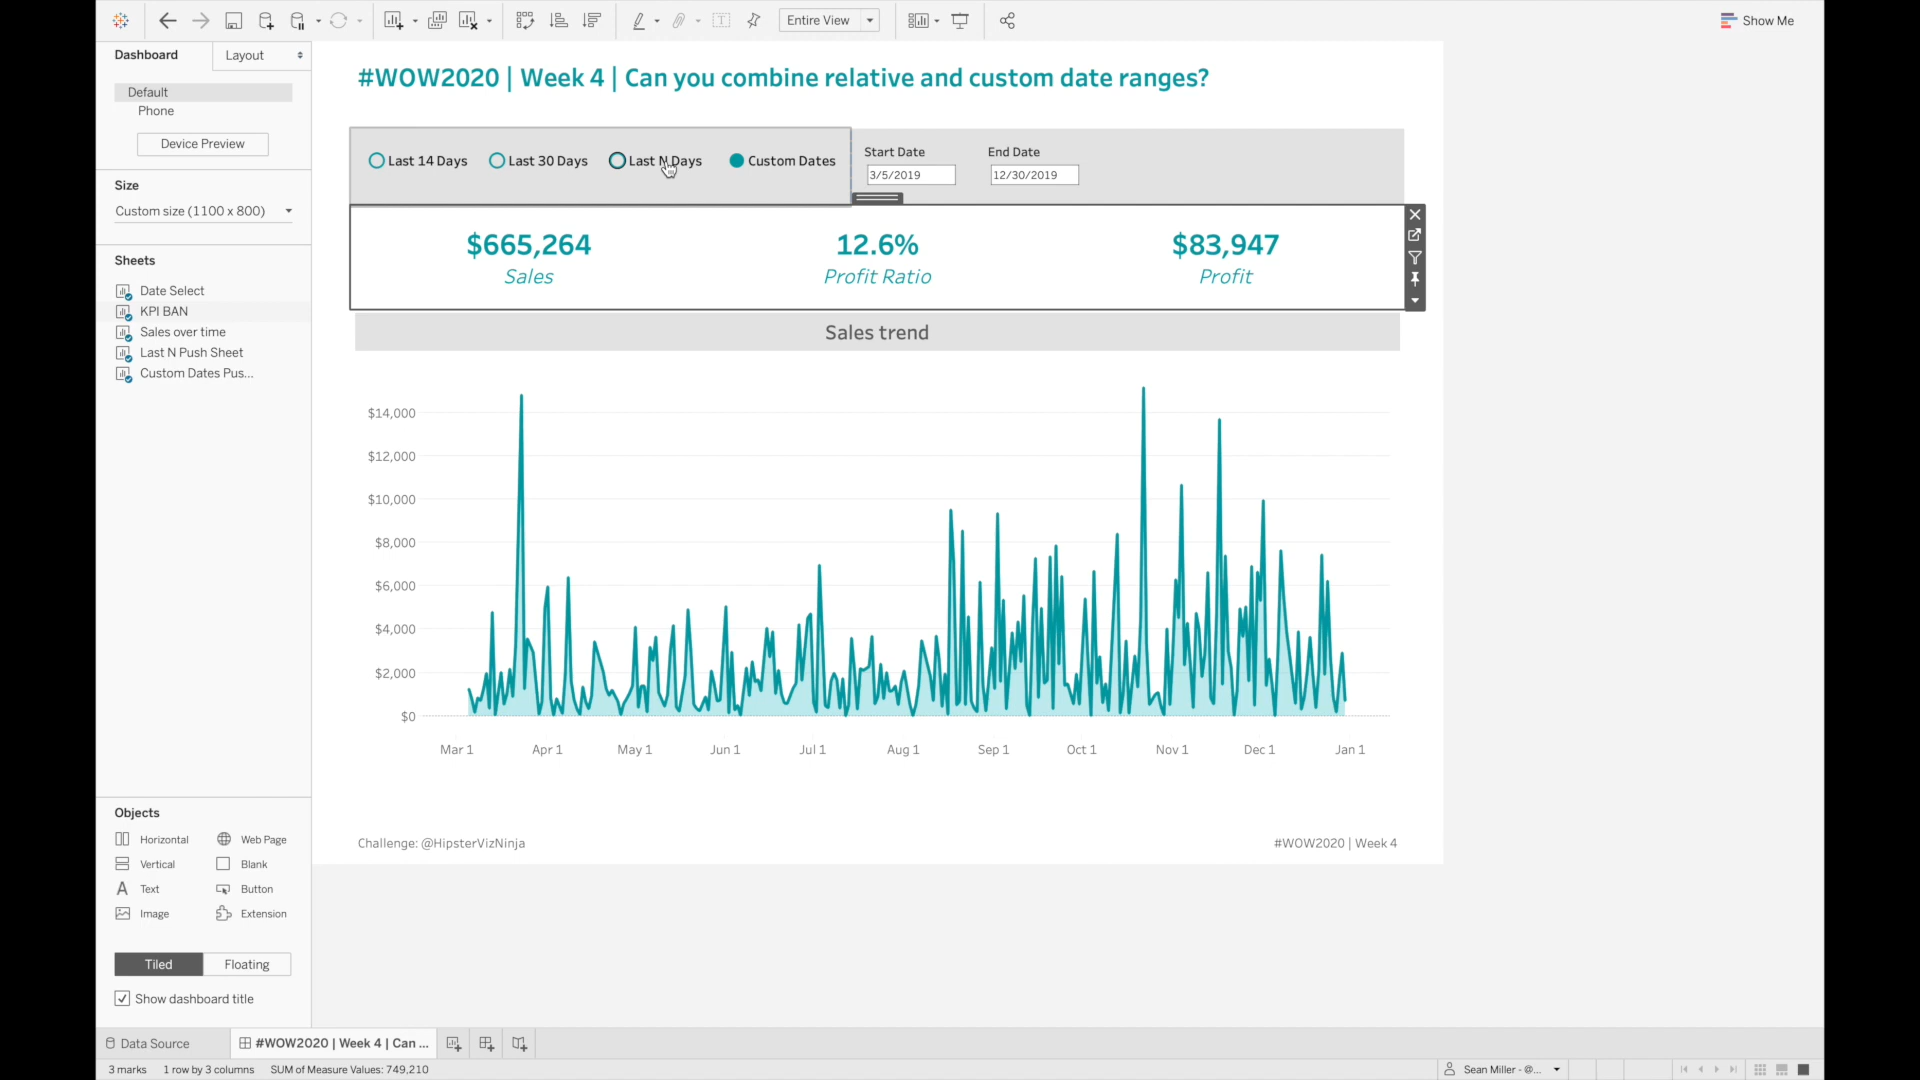 Entire View
Show Me
Dashboard
Layout
Default
Phone
Device Preview
Size
Custom size (1100 x 800)
Sheets
Date Select
KPI BAN
Sales over time
Last N Push Sheet
Custom Dates Pus...
Objects
Horizontal
Web Page
Vertical
Blank
Text
Button
Image
Extension
Tiled
Floating
Show dashboard title
#WOW2020 | Week 4 | Can you combine relative and custom date ranges?
Last 14 Days
Last 30 Days
Last N Days
Custom Dates
Start Date
3/5/2019
End Date
12/30/2019
$665,264
Sales
12.6%
Profit Ratio
$83,947
Profit
Sales trend
$14,000
$12,000
$10,000
$8,000
$6,000
$4,000
$2,000
$0
Mar 1
Apr 1
May 1
Jun 1
Jul 1
Aug 1
Sep 1
Oct 1
Nov 1
Dec 1
Jan 1
Challenge: @HipsterVizNinja
#WOW2020 | Week 4
Data Source
#WOW2020 | Week 4 | Can ...
3 marks
1 row by 3 columns
SUM of Measure Values: 749,210
Sean Miller - @...